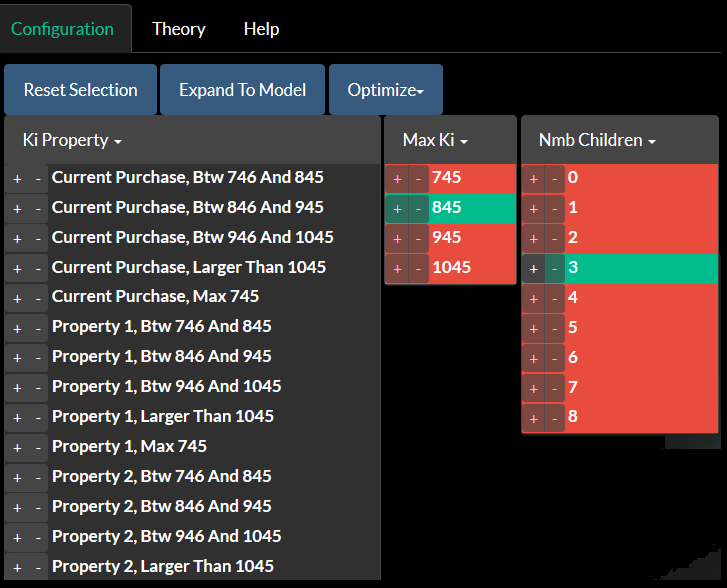 Configuration Theory Help
Reset Selection Expand To Model Optimize
Ki Property Max Ki Nmb Children
+ - Current Purchase, Btw 746 And 845 + - 745 + - 0
+ - Current Purchase, Btw 846 And 945 + - 845 + - 1
+ - Current Purchase, Btw 946 And 1045 + - 945 + - 2
+ - Current Purchase, Larger Than 1045 + - 1045 + - 3
+ - Current Purchase, Max 745 + - 4
+ - Property 1, Btw 746 And 845 + - 5
+ - Property 1, Btw 846 And 945 + - 6
+ - Property 1, Btw 946 And 1045 + - 7
+ - Property 1, Larger Than 1045 + - 8
+ - Property 1, Max 745
+ - Property 2, Btw 746 And 845
+ - Property 2, Btw 846 And 945
+ - Property 2, Btw 946 And 1045
+ - Property 2, Larger Than 1045